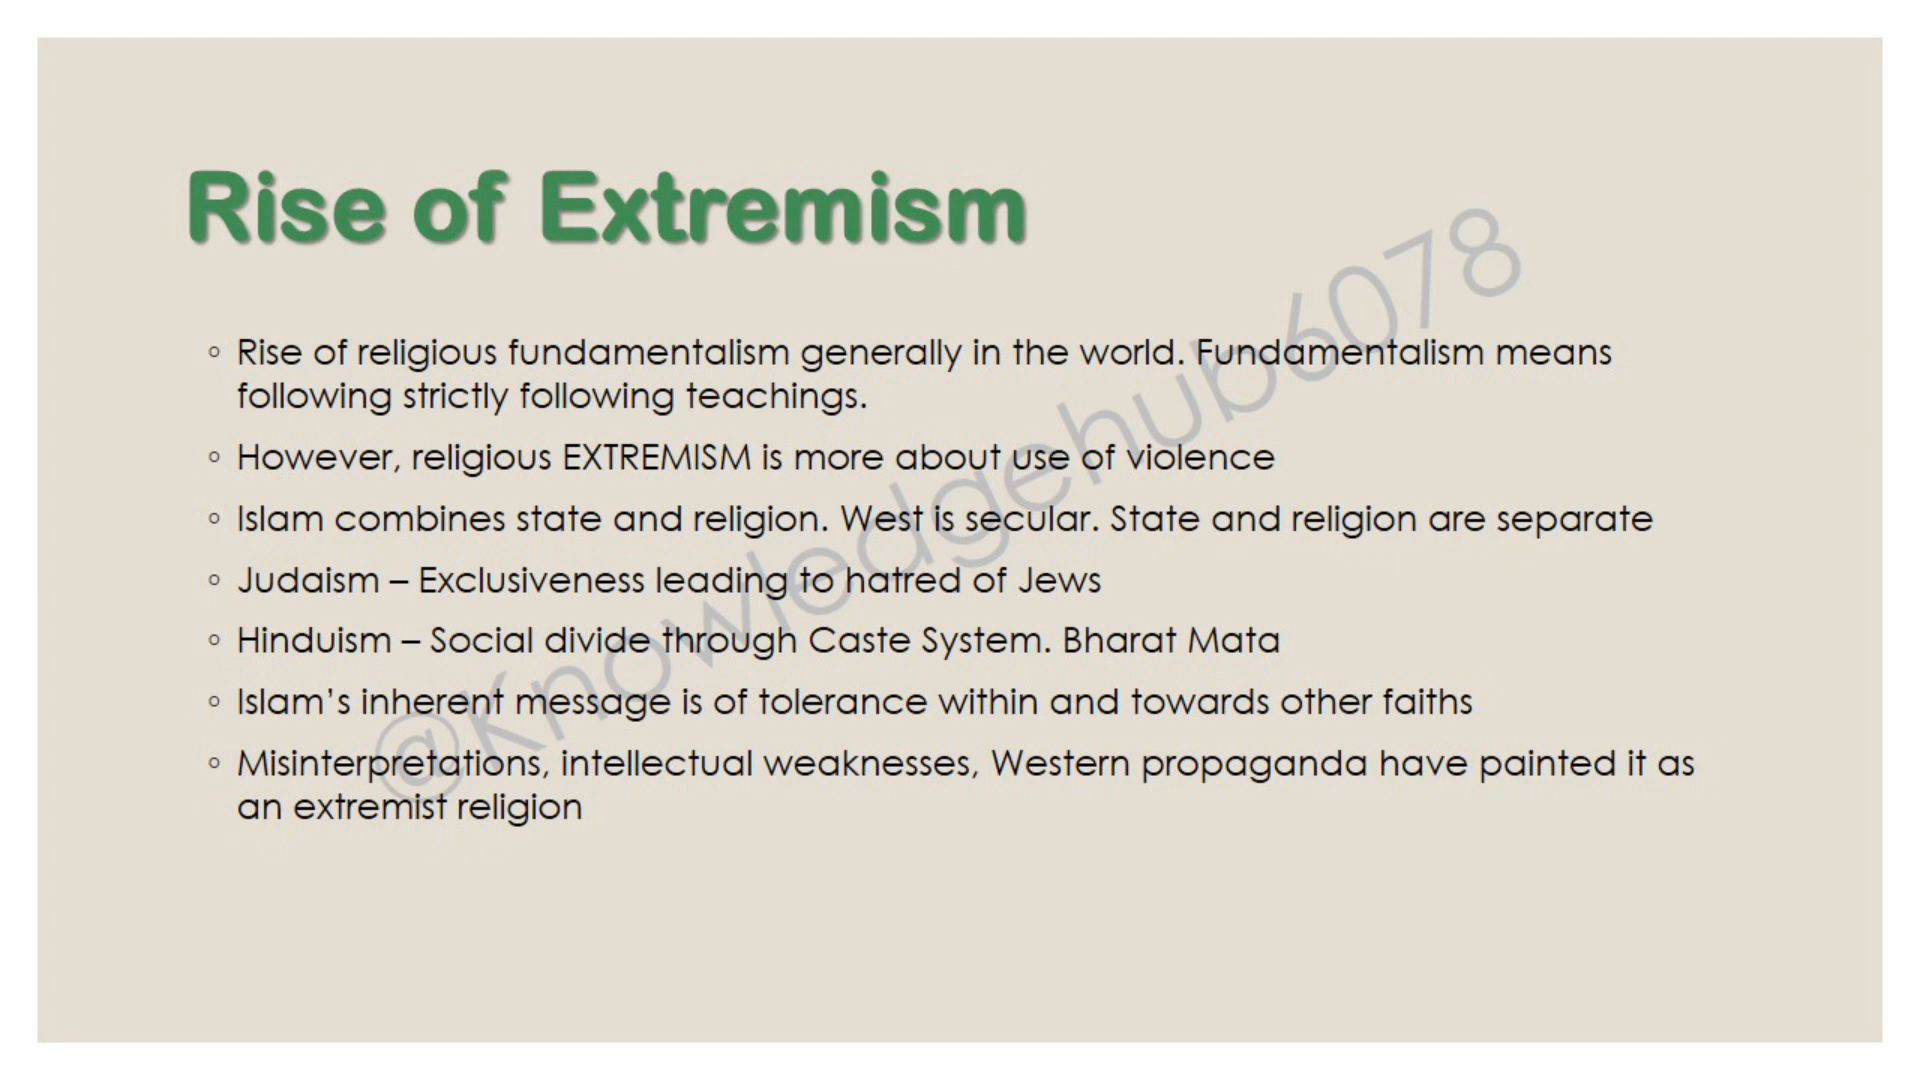 Rise of Extremism
◦ Rise of religious fundamentalism generally in the world. Fundamentalism means
following strictly following teachings.
◦ However, religious EXTREMISM is more about use of violence
◦ Islam combines state and religion. West is secular. State and religion are separate
◦ Judaism – Exclusiveness leading to hatred of Jews
◦ Hinduism – Social divide through Caste System. Bharat Mata
◦ Islam's inherent message is of tolerance within and towards other faiths
◦ Misinterpretations, intellectual weaknesses, Western propaganda have painted it as
an extremist religion
@Knowledgehub6078